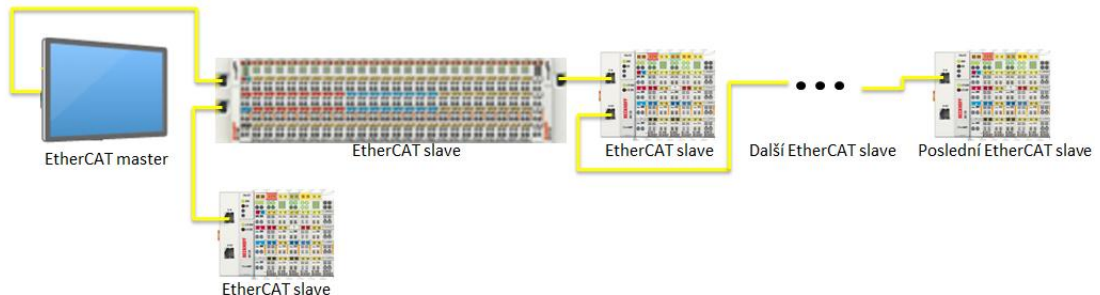 EtherCAT master
EtherCAT slave
EtherCAT slave
Další EtherCAT slave
Poslední EtherCAT slave
EtherCAT slave